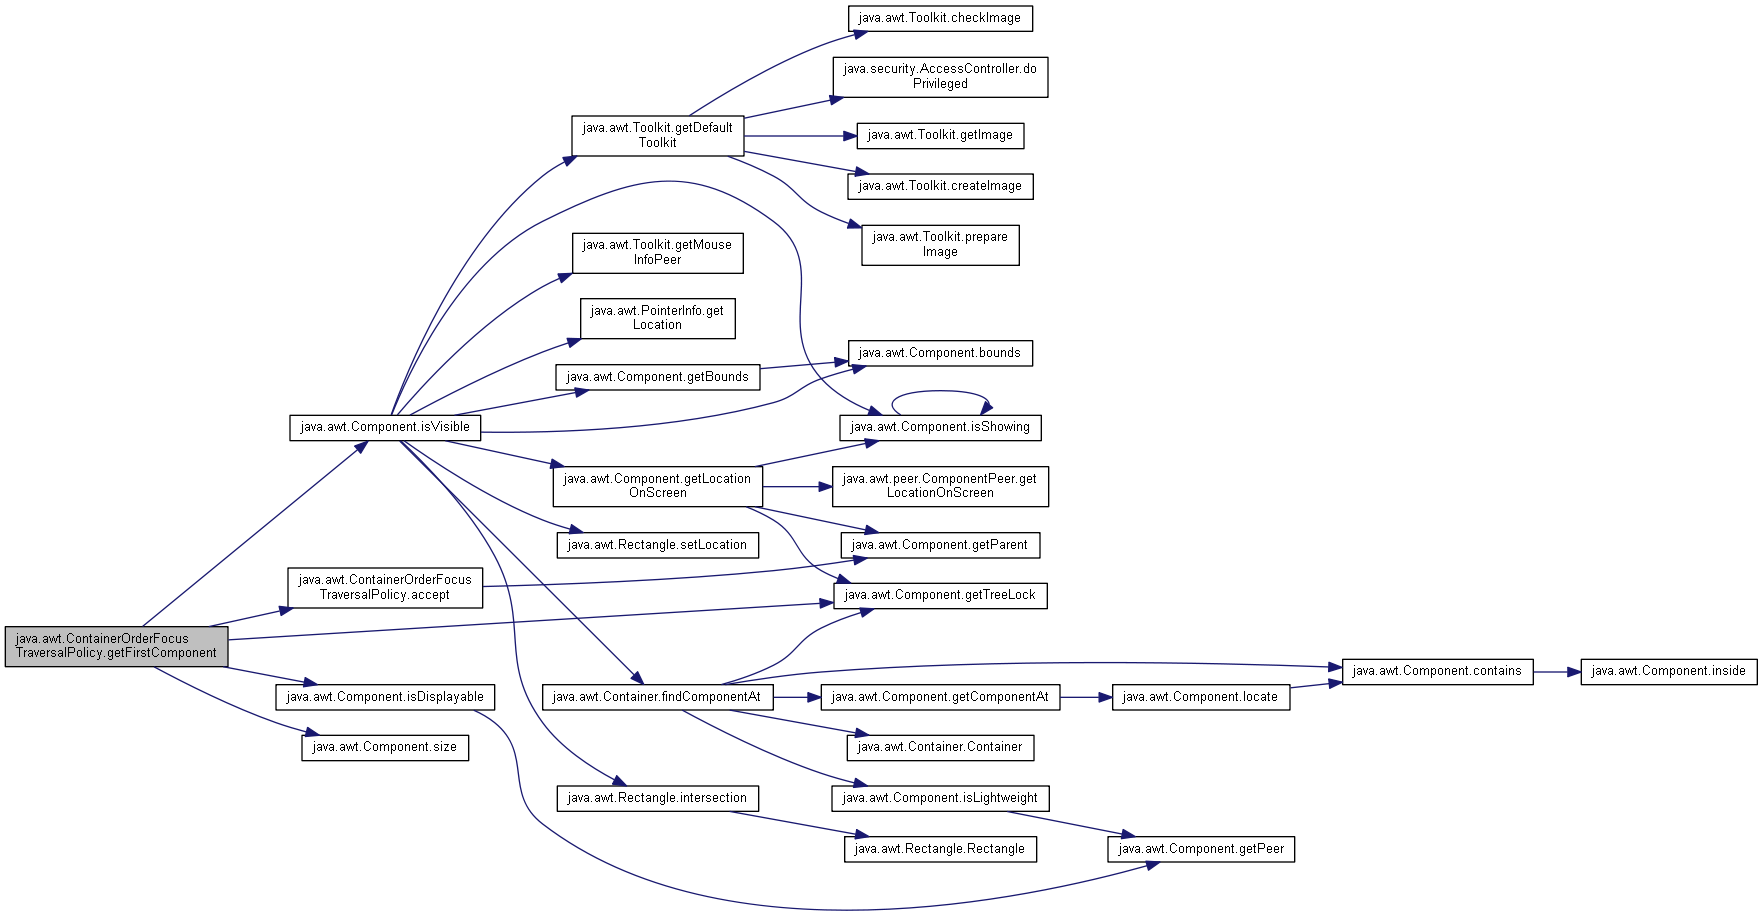 java.awt.Toolkit.checkImage
java.security.AccessController.do
Privileged
java.awt.Toolkit.getDefault
Toolkit
java.awt.Toolkit.getImage
java.awt.Toolkit.createImage
java.awt.Toolkit.prepare
Image
java.awt.Toolkit.getMouse
InfoPeer
java.awt.PointerInfo.get
Location
java.awt.Component.bounds
java.awt.Component.getBounds
java.awt.Component.isVisible
java.awt.Component.isShowing
java.awt.Component.getLocation
OnScreen
java.awt.peer.ComponentPeer.get
LocationOnScreen
java.awt.Rectangle.setLocation
java.awt.Component.getParent
java.awt.ContainerOrderFocus
TraversalPolicy.accept
java.awt.Component.getTreeLock
java.awt.ContainerOrderFocus
TraversalPolicy.getFirstComponent
java.awt.Component.contains
java.awt.Component.inside
java.awt.Component.isDisplayable
java.awt.Container.findComponentAt
java.awt.Component.getComponentAt
java.awt.Component.locate
java.awt.Component.size
java.awt.Container.Container
java.awt.Rectangle.intersection
java.awt.Component.isLightweight
java.awt.Rectangle.Rectangle
java.awt.Component.getPeer